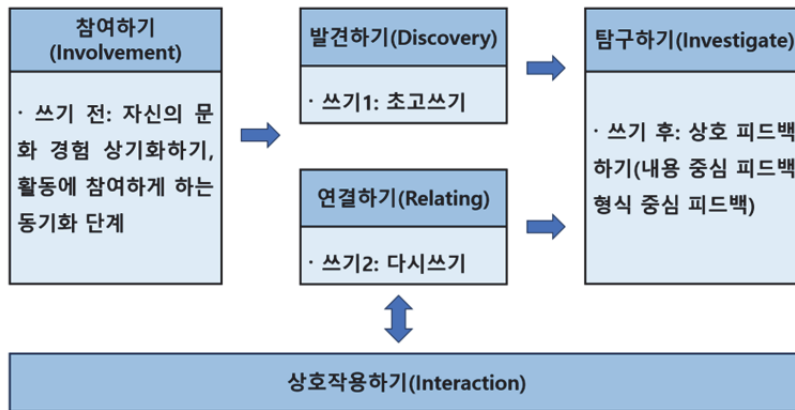 참여하기
(Involvement)
· 쓰기 전: 자신의 문
화 경험 상기화하기,
활동에 참여하게 하는
동기화 단계
발견하기(Discovery)
· 쓰기1: 초고쓰기
연결하기(Relating)
· 쓰기2: 다시쓰기
탐구하기(Investigate)
· 쓰기 후: 상호 피드백
하기(내용 중심 피드백
형식 중심 피드백)
상호작용하기(Interaction)